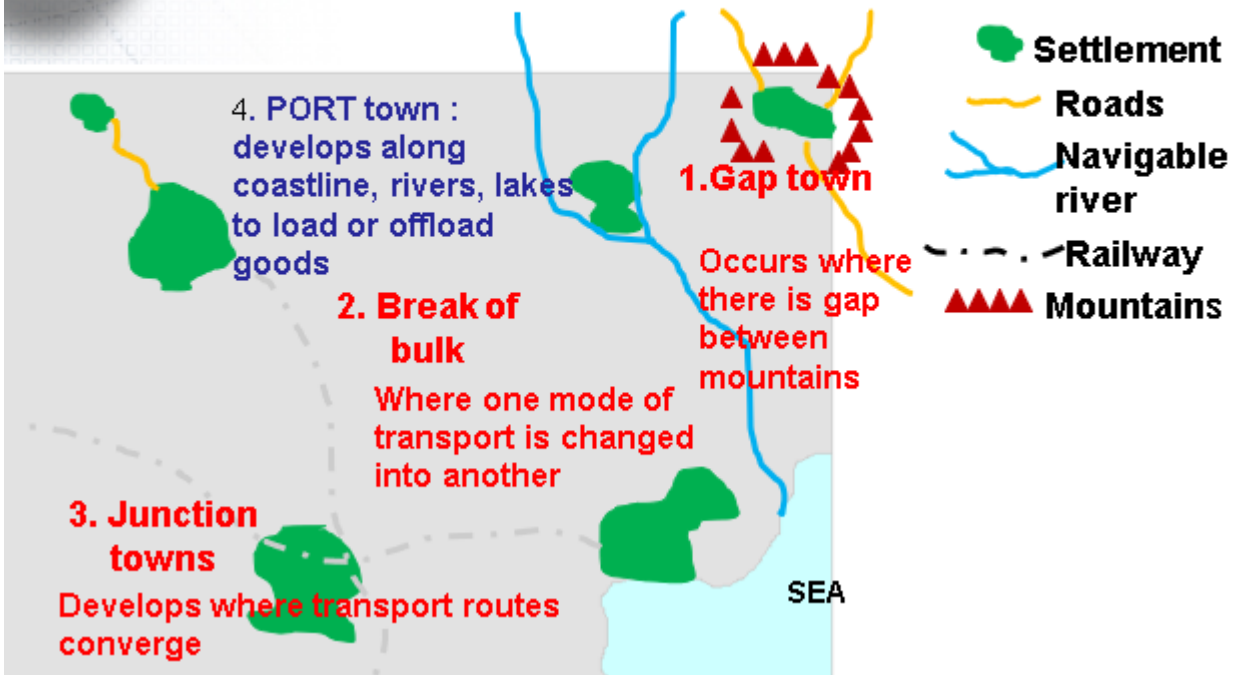 4. PORT town :
develops along
coastline, rivers, lakes
to load or offload
goods
1.Gap town
Occurs where
there is gap
between
mountains
2. Break of
bulk
Where one mode of
transport is changed
into another
3. Junction
towns
Develops where transport routes
converge
SEA
Settlement
Roads
Navigable
river
Railway
Mountains